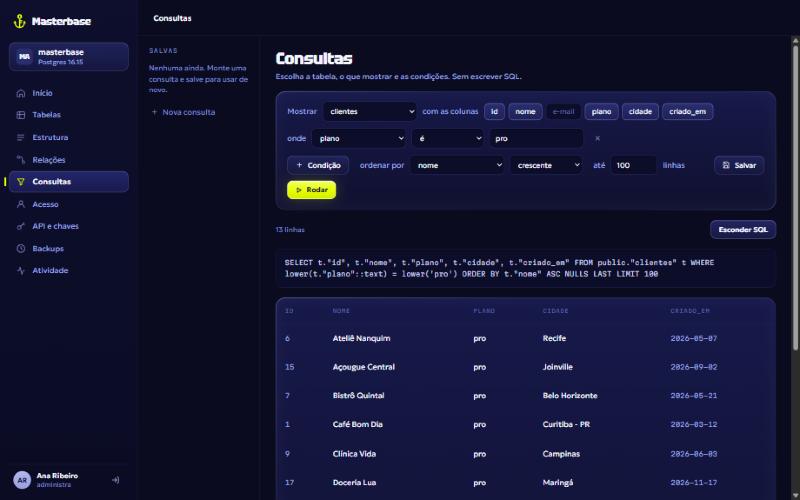 Masterbase
Consultas
MA
masterbase
Postgres 16.15
Início
Tabelas
Estrutura
Relações
Consultas
Acesso
API e chaves
Backups
Atividade
AR
Ana Ribeiro
administra
SALVAS
Nenhuma ainda. Monte uma
consulta e salve para usar de
novo.
+ Nova consulta
Consultas
Escolha a tabela, o que mostrar e as condições. Sem escrever SQL.
Mostrar clientes com as colunas id nome e-mail plano cidade criado_em
onde plano é pro ×
+ Condição ordenar por nome crescente até 100 linhas Salvar
Rodar
13 linhas Esconder SQL
SELECT t."id", t."nome", t."plano", t."cidade", t."criado_em" FROM public."clientes" t WHERE
lower(t."plano"::text) = lower('pro') ORDER BY t."nome" ASC NULLS LAST LIMIT 100
ID NOME PLANO CIDADE CRIADO_EM
6 Ateliê Nanquim pro Recife 2026-05-07
15 Açougue Central pro Joinville 2026-09-02
7 Bistrô Quintal pro Belo Horizonte 2026-05-21
1 Café Bom Dia pro Curitiba - PR 2026-03-12
9 Clínica Vida pro Campinas 2026-06-03
17 Doceria Lua pro Maringá 2026-11-17